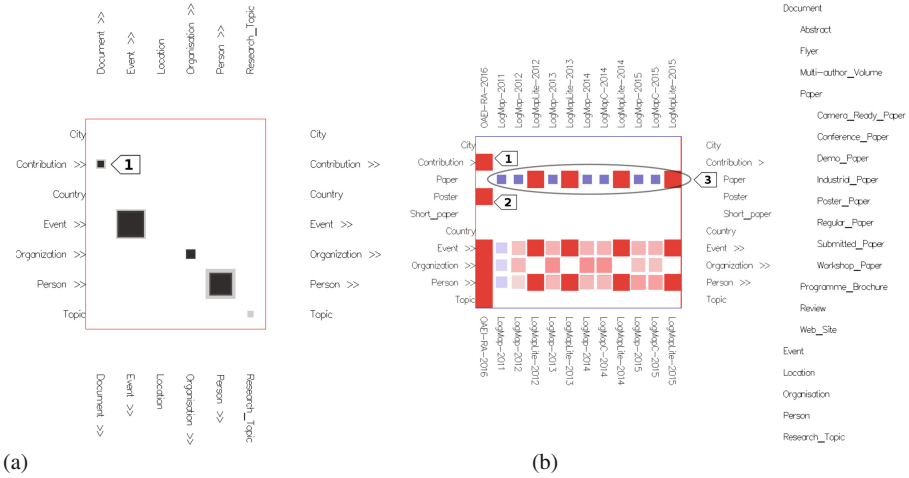 Document >>
Event >>
Location
Organisation >>
Person >>
Research_Topic
City
Contribution >>
Country
Event >>
Organization >>
Person >>
Topic
1
City
Contribution >>
Country
Event >>
Organization >>
Person >>
Topic
Document >>
Event >>
Location
Organisation >>
Person >>
Research_Topic
(a)
OAEI-RA-2016
LogMap-2011
LogMap-2012
LogMapLite-2012
LogMap-2013
LogMapLite-2013
LogMap-2014
LogMapC-2014
LogMapLite-2014
LogMap-2015
LogMapC-2015
LogMapLite-2015
City
Contribution >
Paper
Poster
Short_paper
Country
Event >>
Organization >>
Person >>
Topic
1
2
3
City
Contribution >
Paper
Poster
Short_paper
Country
Event >>
Organization >>
Person >>
Topic
OAEI-RA-2016
LogMap-2011
LogMap-2012
LogMapLite-2012
LogMap-2013
LogMapLite-2013
LogMap-2014
LogMapC-2014
LogMapLite-2014
LogMap-2015
LogMapC-2015
LogMapLite-2015
(b)
Document
Abstract
Flyer
Multi-author_Volume
Paper
Camera_Ready_Paper
Conference_Paper
Demo_Paper
Industrial_Paper
Poster_Paper
Regular_Paper
Submitted_Paper
Workshop_Paper
Programme_Brochure
Review
Web_Site
Event
Location
Organisation
Person
Research_Topic